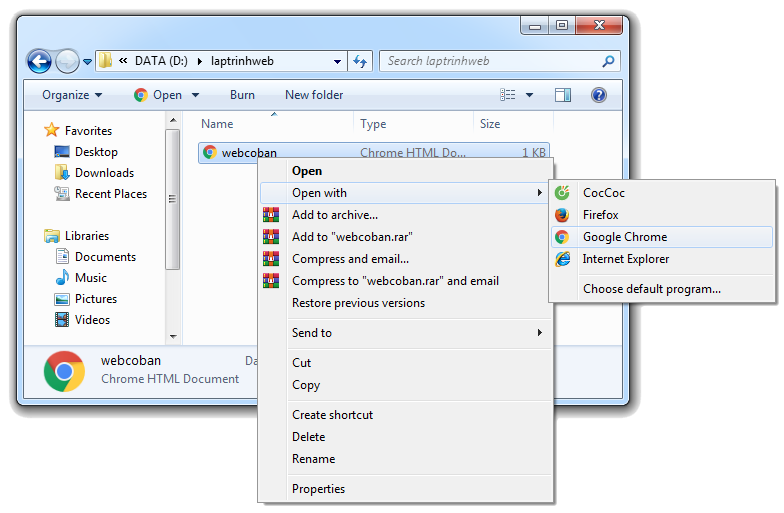 « DATA (D:) laptrinhweb
Search laptrinhweb
Organize Open Burn New folder
Name Type Size
Favorites
Desktop
Downloads
Recent Places
Libraries
Documents
Music
Pictures
Videos
webcoban Chrome HTML Do... 1 KB
Open
Open with
Add to archive...
Add to "webcoban.rar"
Compress and email...
Compress to "webcoban.rar" and email
Restore previous versions
Send to
Cut
Copy
Create shortcut
Delete
Rename
Properties
CocCoc
Firefox
Google Chrome
Internet Explorer
Choose default program...
webcoban Da
Chrome HTML Document